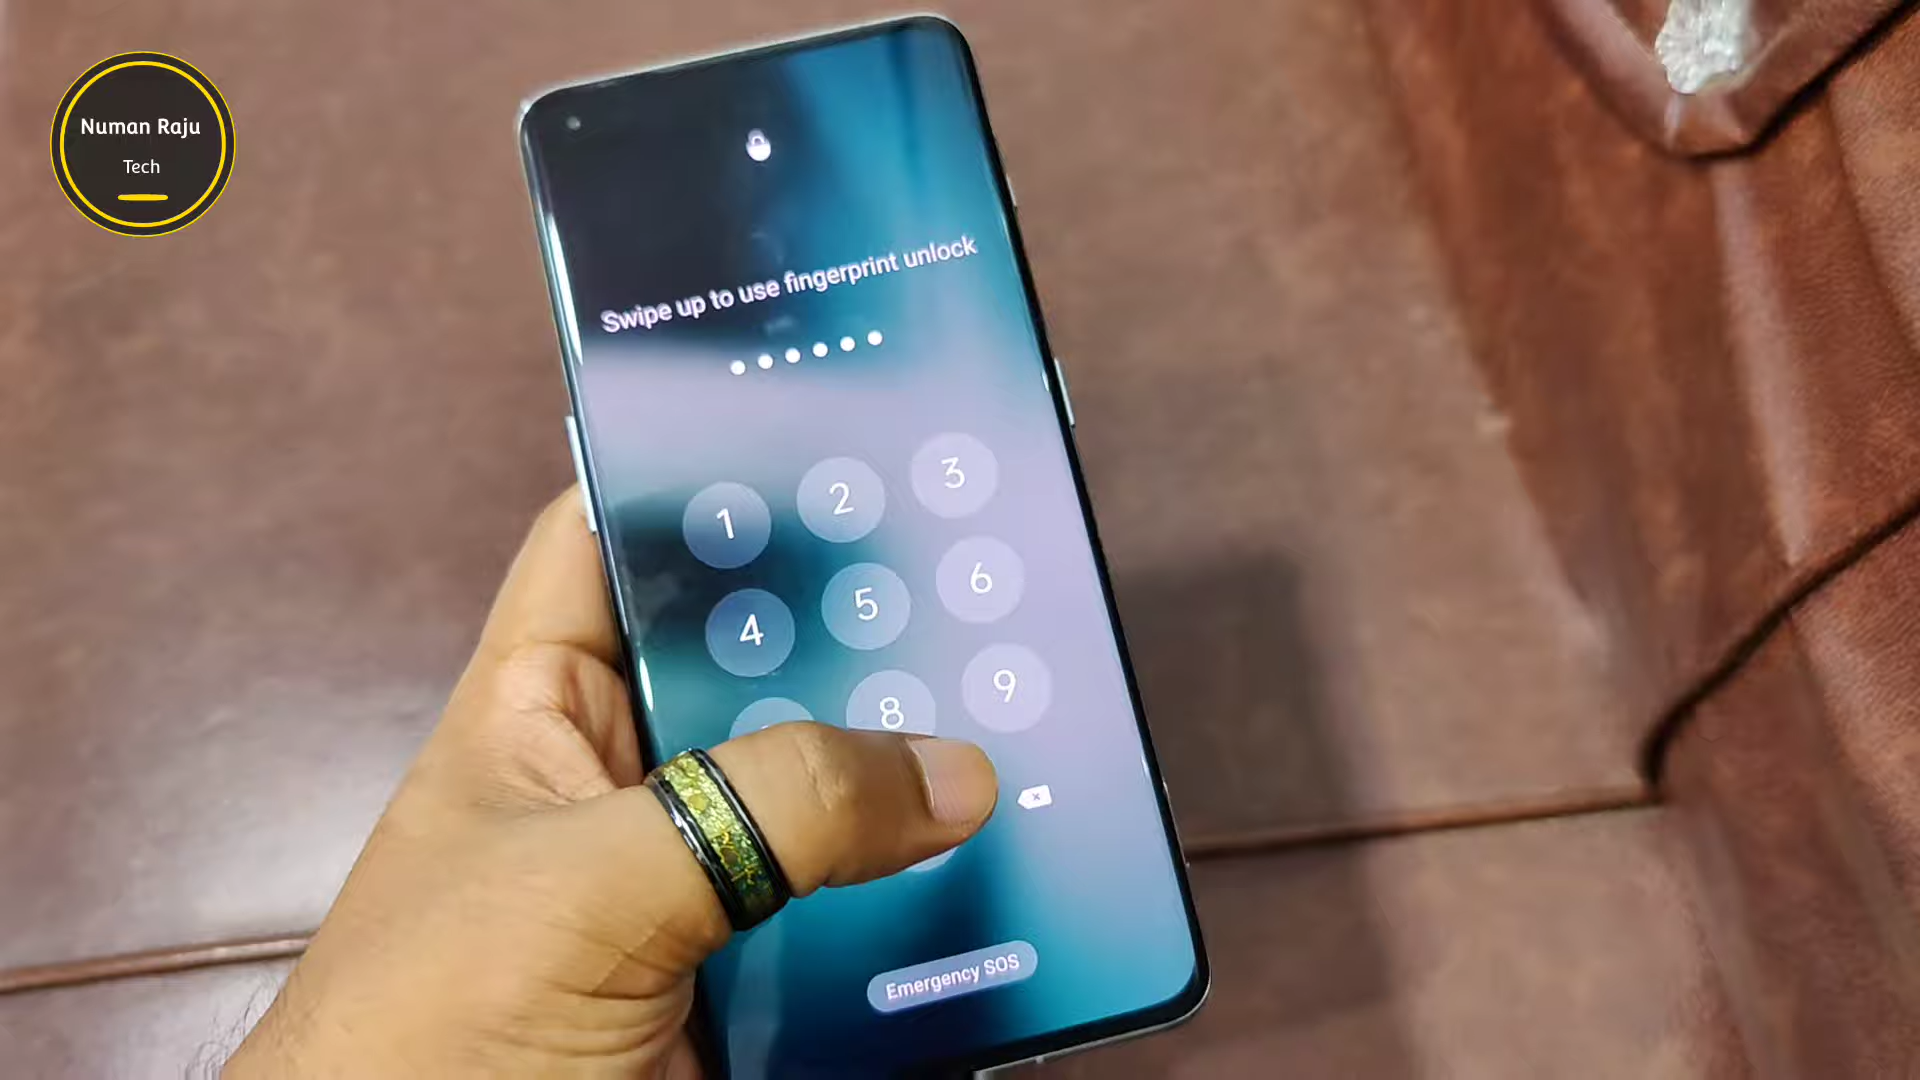 Numan Raju
Tech
Swipe up to use fingerprint unlock
1 2 3
4 5 6
8 9
Emergency SOS